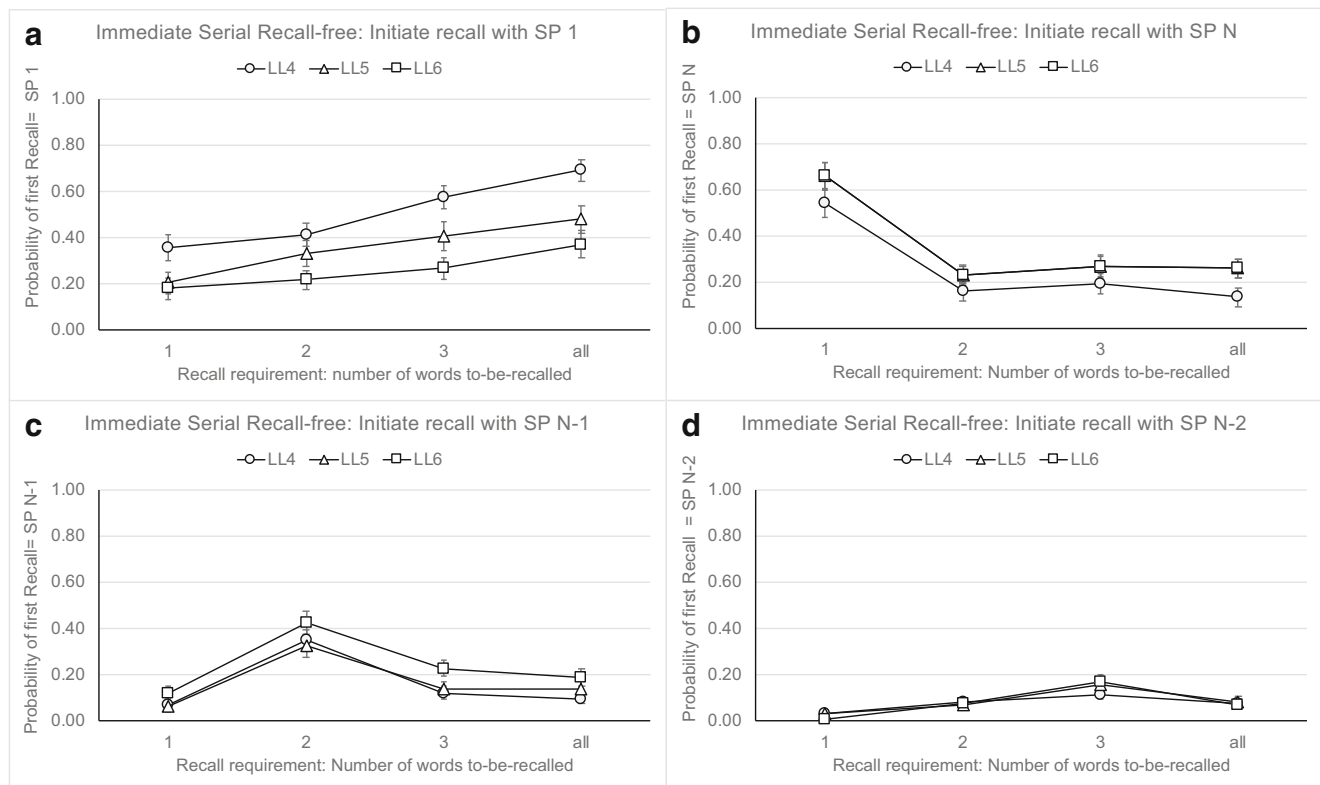 a
Immediate Serial Recall-free: Initiate recall with SP 1
LL4 LL5 LL6
Probability of first Recall= SP 1
1.00
0.80
0.60
0.40
0.20
0.00
1 2 3 all
Recall requirement: number of words to-be-recalled
b
Immediate Serial Recall-free: Initiate recall with SP N
LL4 LL5 LL6
Probability of first Recall = SP N
1.00
0.80
0.60
0.40
0.20
0.00
1 2 3 all
Recall requirement: Number of words to-be-recalled
c
Immediate Serial Recall-free: Initiate recall with SP N-1
LL4 LL5 LL6
Probability of first Recall= SP N-1
1.00
0.80
0.60
0.40
0.20
0.00
1 2 3 all
Recall requirement: Number of words to-be-recalled
d
Immediate Serial Recall-free: Initiate recall with SP N-2
LL4 LL5 LL6
Probability of first Recall = SP N-2
1.00
0.80
0.60
0.40
0.20
0.00
1 2 3 all
Recall requirement: Number of words to-be-recalled